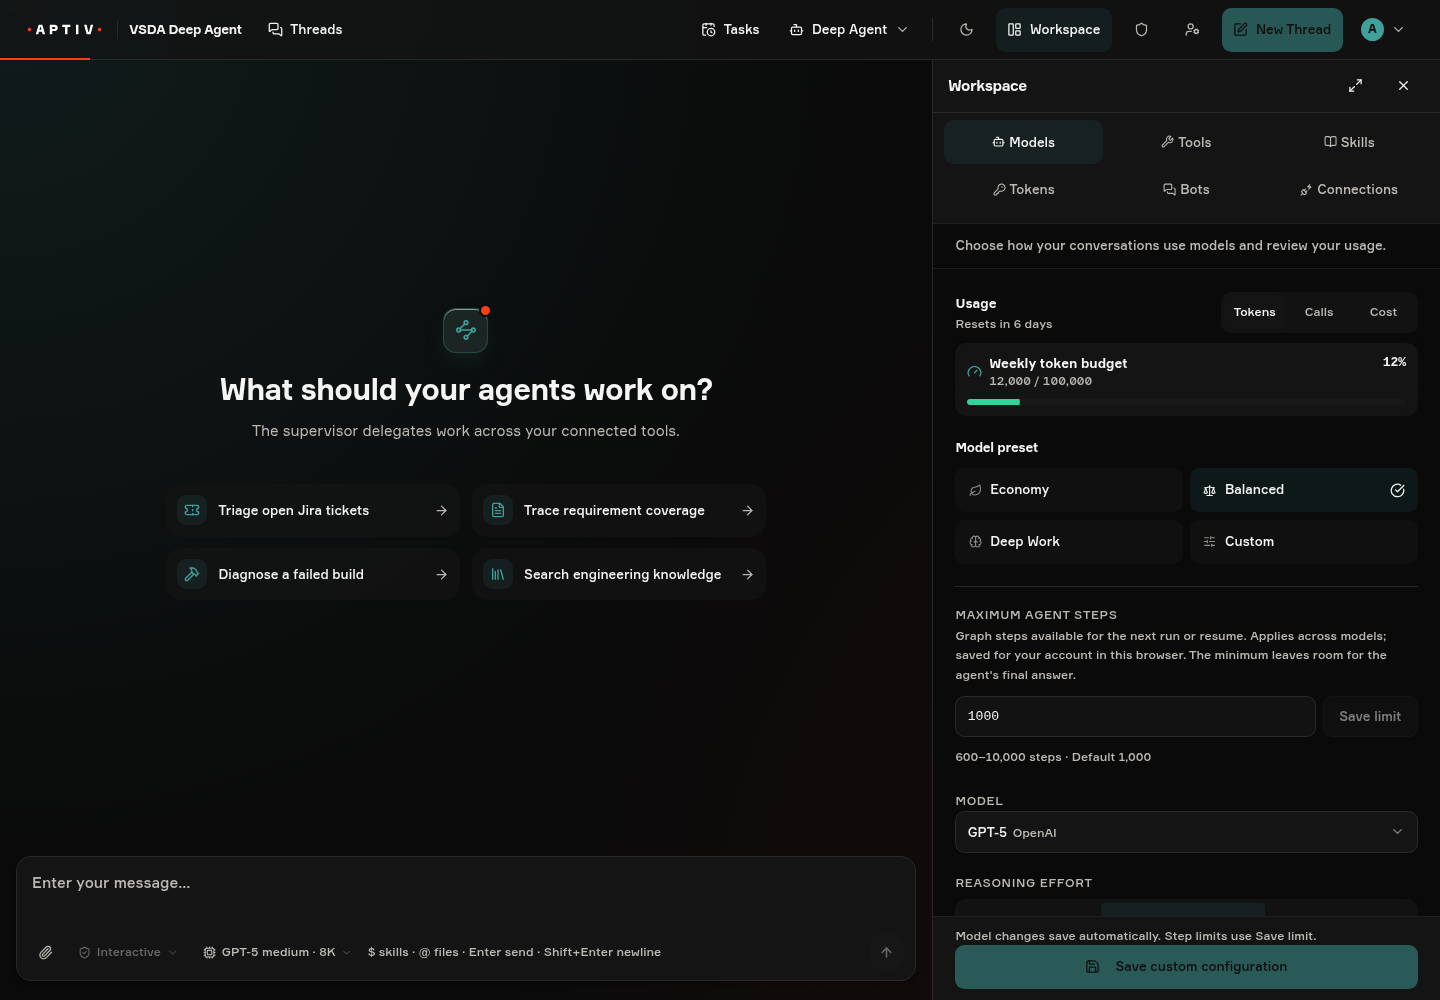 APTIV
VSDA Deep Agent
Threads
Tasks
Deep Agent
Workspace
New Thread
A
What should your agents work on?
The supervisor delegates work across your connected tools.
Triage open Jira tickets
Trace requirement coverage
Diagnose a failed build
Search engineering knowledge
Enter your message...
Interactive
GPT-5 medium · 8K
$ skills · @ files · Enter send · Shift+Enter newline
Workspace
Models
Tools
Skills
Tokens
Bots
Connections
Choose how your conversations use models and review your usage.
Usage
Resets in 6 days
Tokens
Calls
Cost
Weekly token budget
12%
12,000 / 100,000
Model preset
Economy
Balanced
Deep Work
Custom
MAXIMUM AGENT STEPS
Graph steps available for the next run or resume. Applies across models;
saved for your account in this browser. The minimum leaves room for the
agent's final answer.
1000
Save limit
600–10,000 steps · Default 1,000
MODEL
GPT-5 OpenAI
REASONING EFFORT
Model changes save automatically. Step limits use Save limit.
Save custom configuration